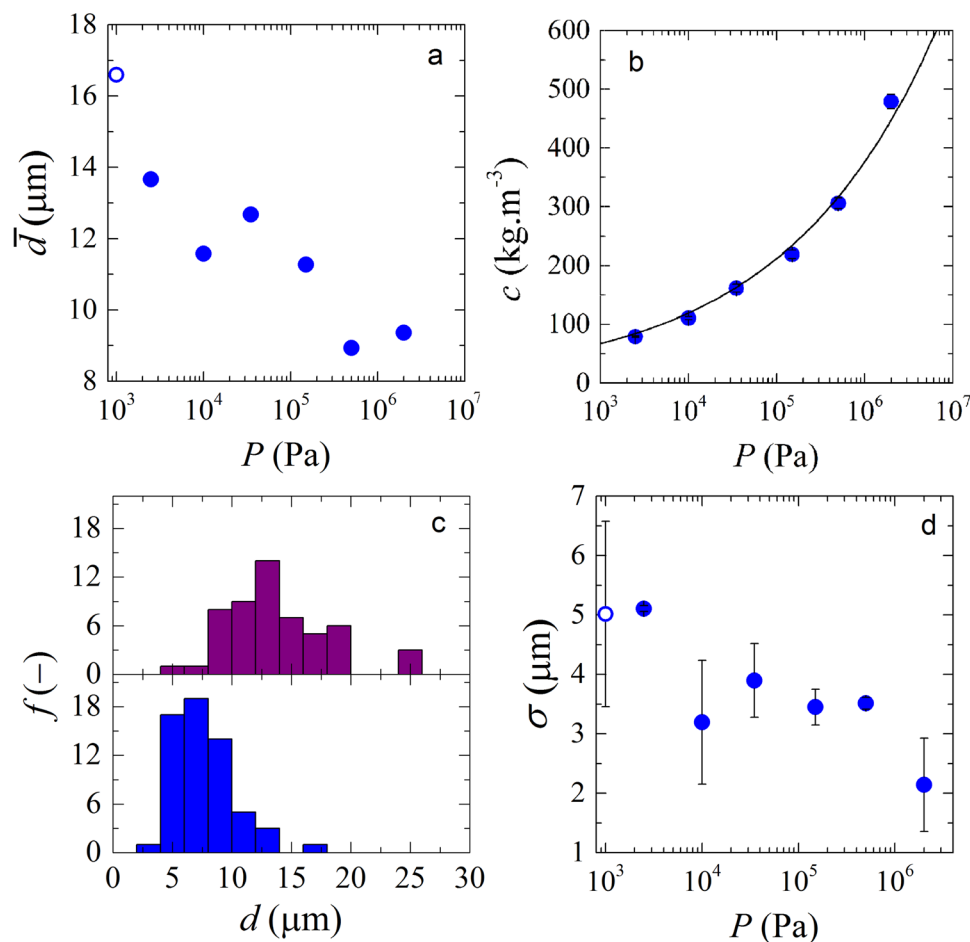 a
18
16
14
12
10
8
d̄ (μm)
10³ 10⁴ 10⁵ 10⁶ 10⁷
P (Pa)
b
600
500
400
300
200
100
0
c (kg.m⁻³)
10³ 10⁴ 10⁵ 10⁶ 10⁷
P (Pa)
c
18
12
6
0
18
12
6
0
f (−)
0 5 10 15 20 25 30
d (μm)
d
7
6
5
4
3
2
1
σ (μm)
10³ 10⁴ 10⁵ 10⁶
P (Pa)